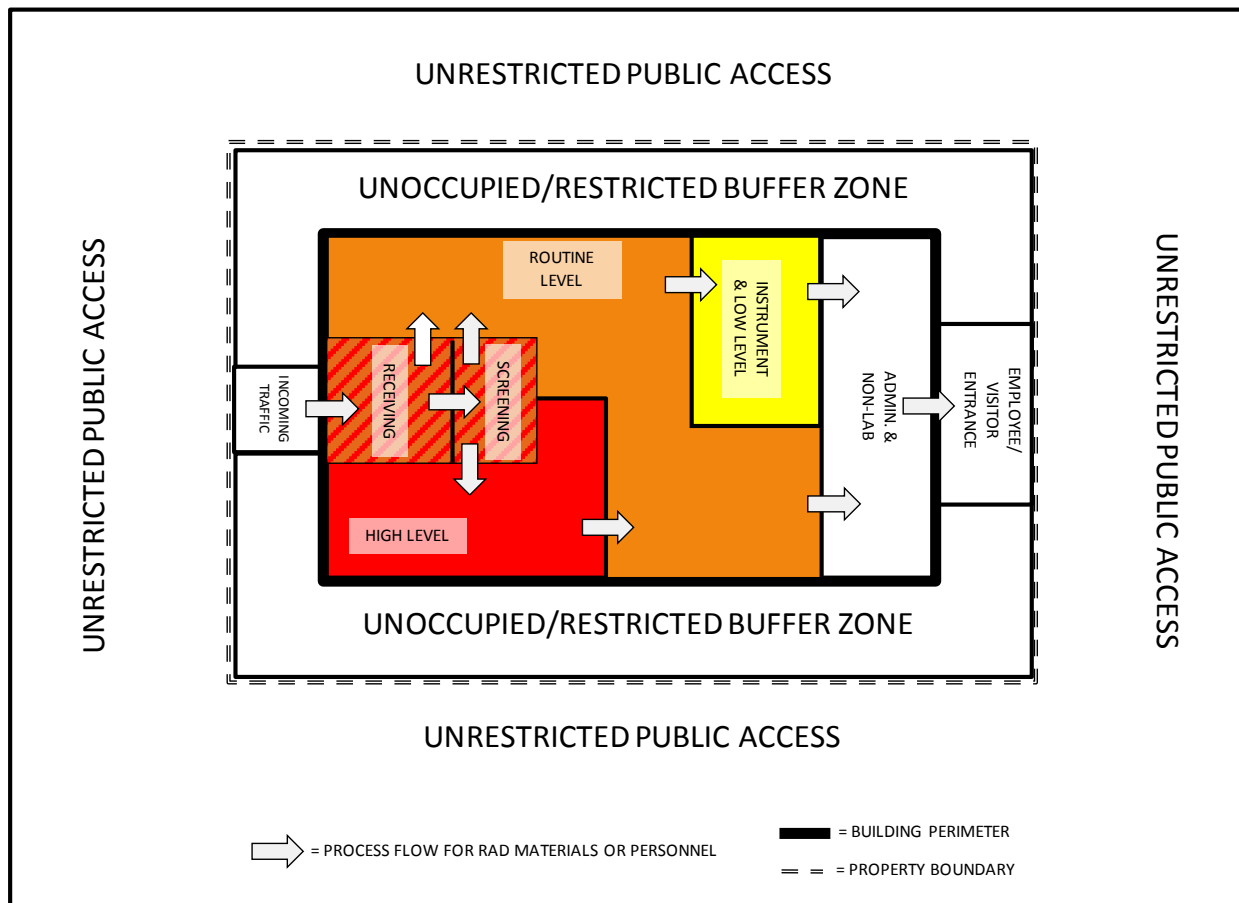 UNRESTRICTED PUBLIC ACCESS
UNOCCUPIED/RESTRICTED BUFFER ZONE
UNRESTRICTED PUBLIC ACCESS
UNRESTRICTED PUBLIC ACCESS
ROUTINE
LEVEL
INSTRUMENT
& LOW LEVEL
INCOMING
TRAFFIC
RECEIVING
SCREENING
ADMIN. &
NON-LAB
EMPLOYEE/
VISITOR
ENTRANCE
HIGH LEVEL
UNOCCUPIED/RESTRICTED BUFFER ZONE
UNRESTRICTED PUBLIC ACCESS
= PROCESS FLOW FOR RAD MATERIALS OR PERSONNEL
= BUILDING PERIMETER
= PROPERTY BOUNDARY